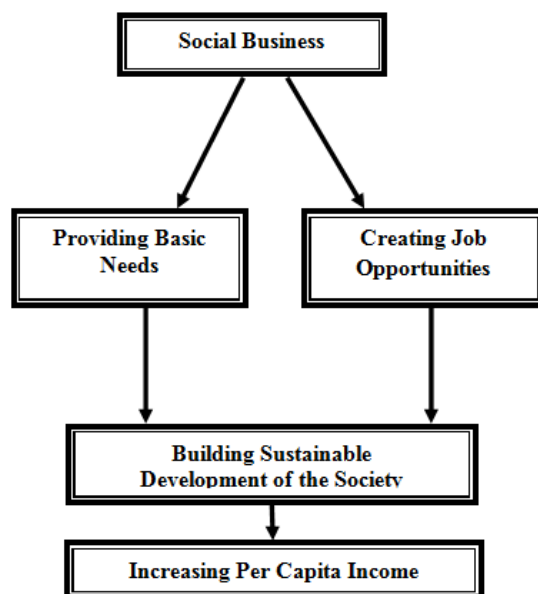 Social Business
Providing Basic
Needs
Creating Job
Opportunities
Building Sustainable
Development of the Society
Increasing Per Capita Income